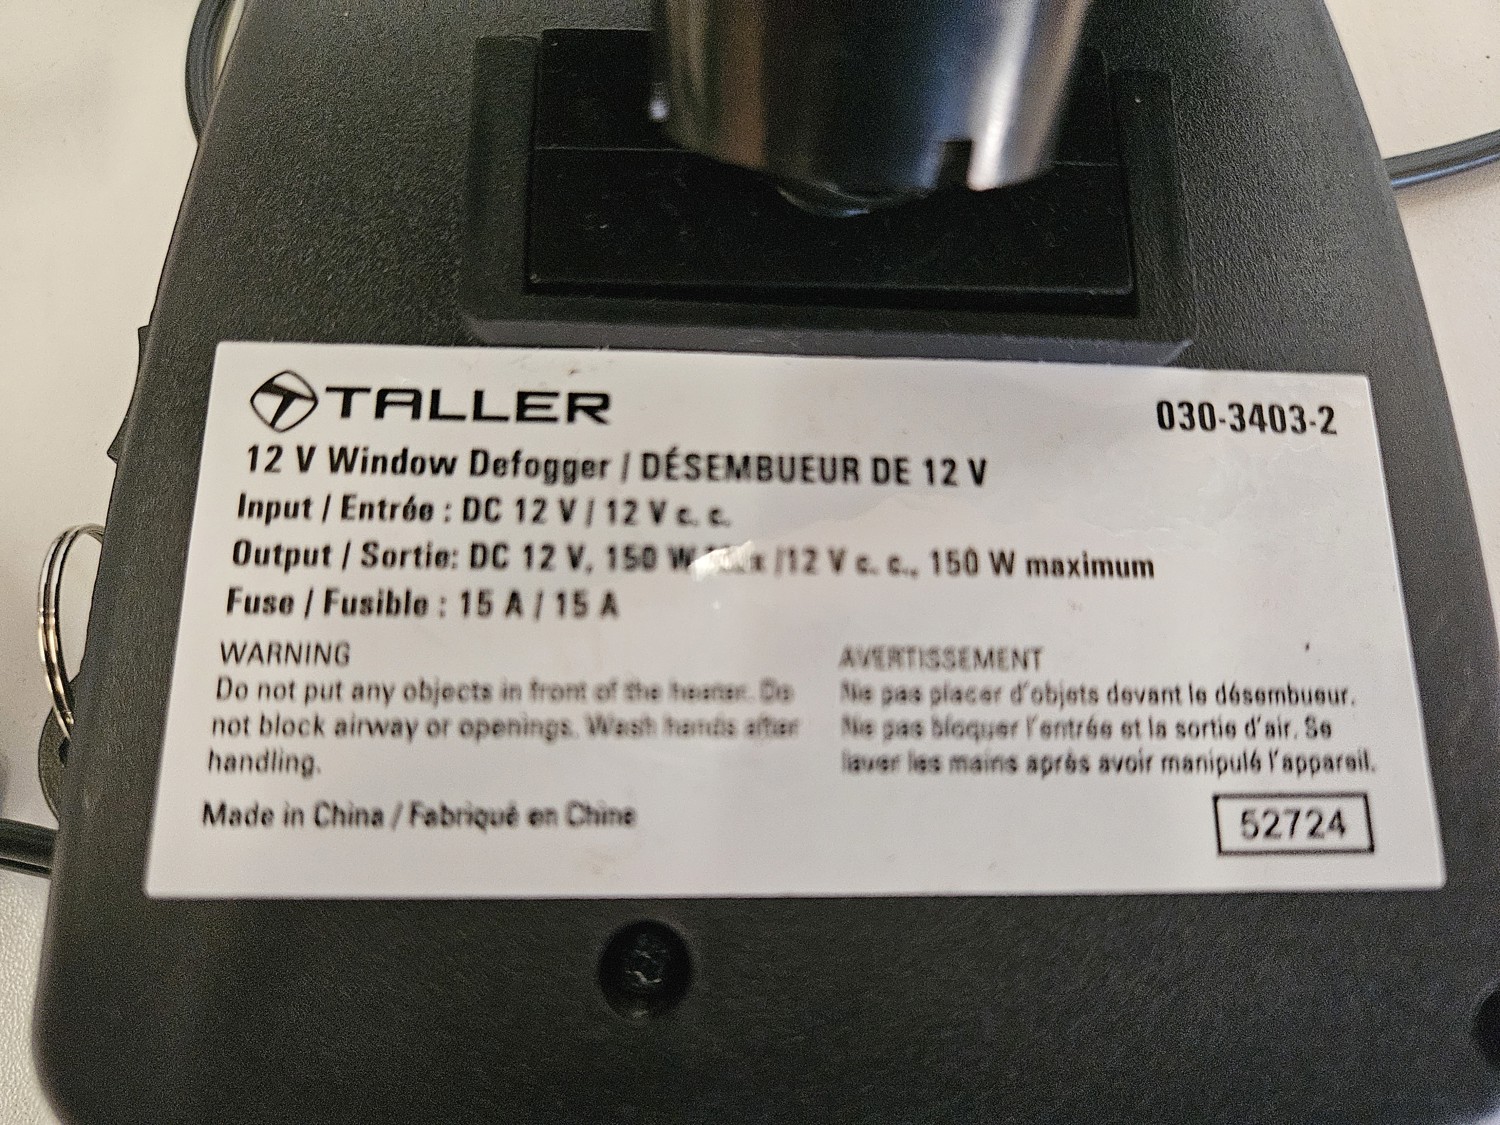 TALLER
030-3403-2
12 V Window Defogger / DÉSEMBUEUR DE 12 V
Input / Entrée : DC 12 V / 12 V c. c.
Output / Sortie: DC 12 V, 150 W /12 V c. c., 150 W maximum
Fuse / Fusible : 15 A / 15 A
WARNING
Do not put any objects in front of the heater. Do
not block airway or openings. Wash hands after
handling.
AVERTISSEMENT
Ne pas placer d'objets devant le désembueur.
Ne pas bloquer l'entrée et la sortie d'air. Se
laver les mains après avoir manipulé l'appareil.
Made in China / Fabriqué en Chine
52724